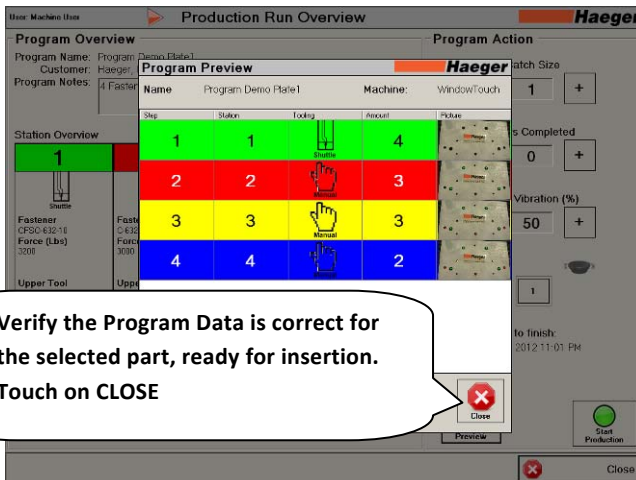 User: Machine User
Production Run Overview
Haeger
Program Overview
Program Action
Program Name: Program Demo Plate1
Customer: Haeger,
Program Notes: 4 Fasten
Batch Size
1 +
Program Preview
Haeger
Name Program Demo Plate1 Machine: WindowTouch
Step Station Tooling Amount Picture
1 1 Shuttle 4
2 2 Manual 3
3 3 Manual 3
4 4 2
Station Overview
1
Shuttle
Fastener
CFSC-632-10
Force (Lbs)
3200
Upper Tool
Faste
C-632
Force
3000
Uppe
s Completed
0 +
Vibration (%)
50 +
1
to finish:
2012 11:01 PM
Verify the Program Data is correct for
the selected part, ready for insertion.
Touch on CLOSE
Close
Preview
Start
Production
Close